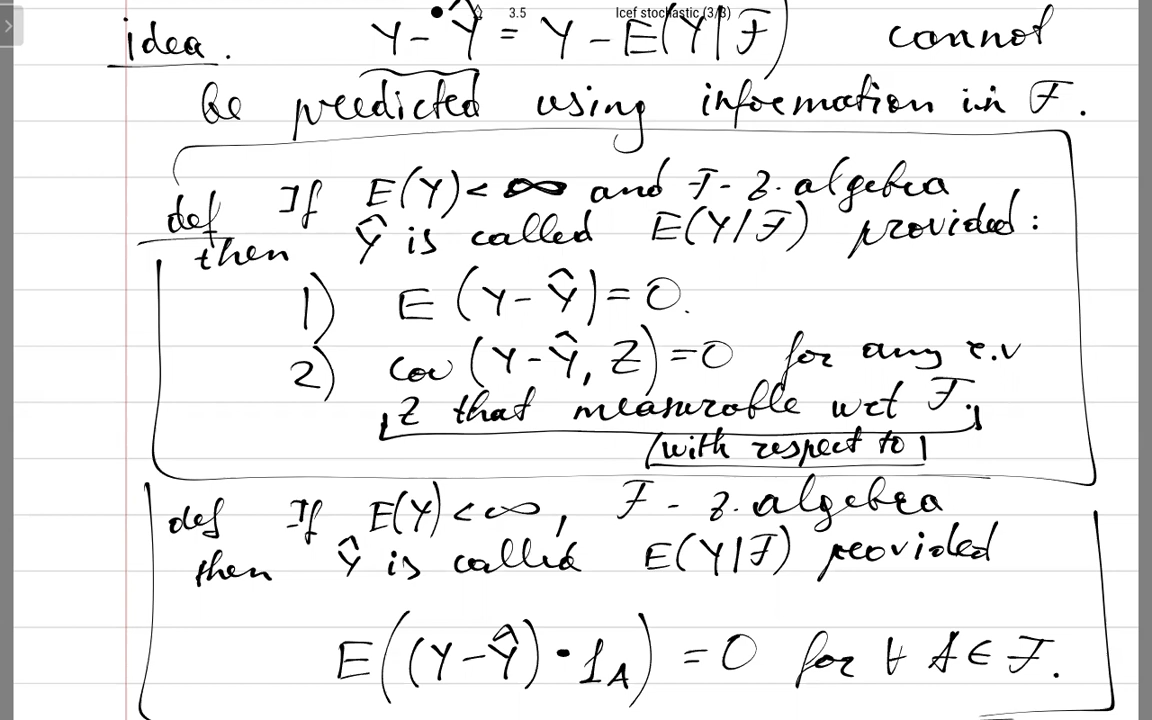 3.5 Icef stochastic (3/3)
idea. Y - Ŷ = Y - E(Y|F) cannot
be predicted using information in F.
def If E(Y) < ∞ and F - σ-algebra
then Ŷ is called E(Y|F) provided:
1) E(Y - Ŷ) = 0.
2) cov(Y - Ŷ, Z) = 0 for any r.v
Z that measurable wrt F.
(with respect to)
def If E(Y) < ∞, F - σ-algebra
then Ŷ is called E(Y|F) provided
E((Y - Ŷ) · 1_A) = 0 for ∀ A ∈ F.